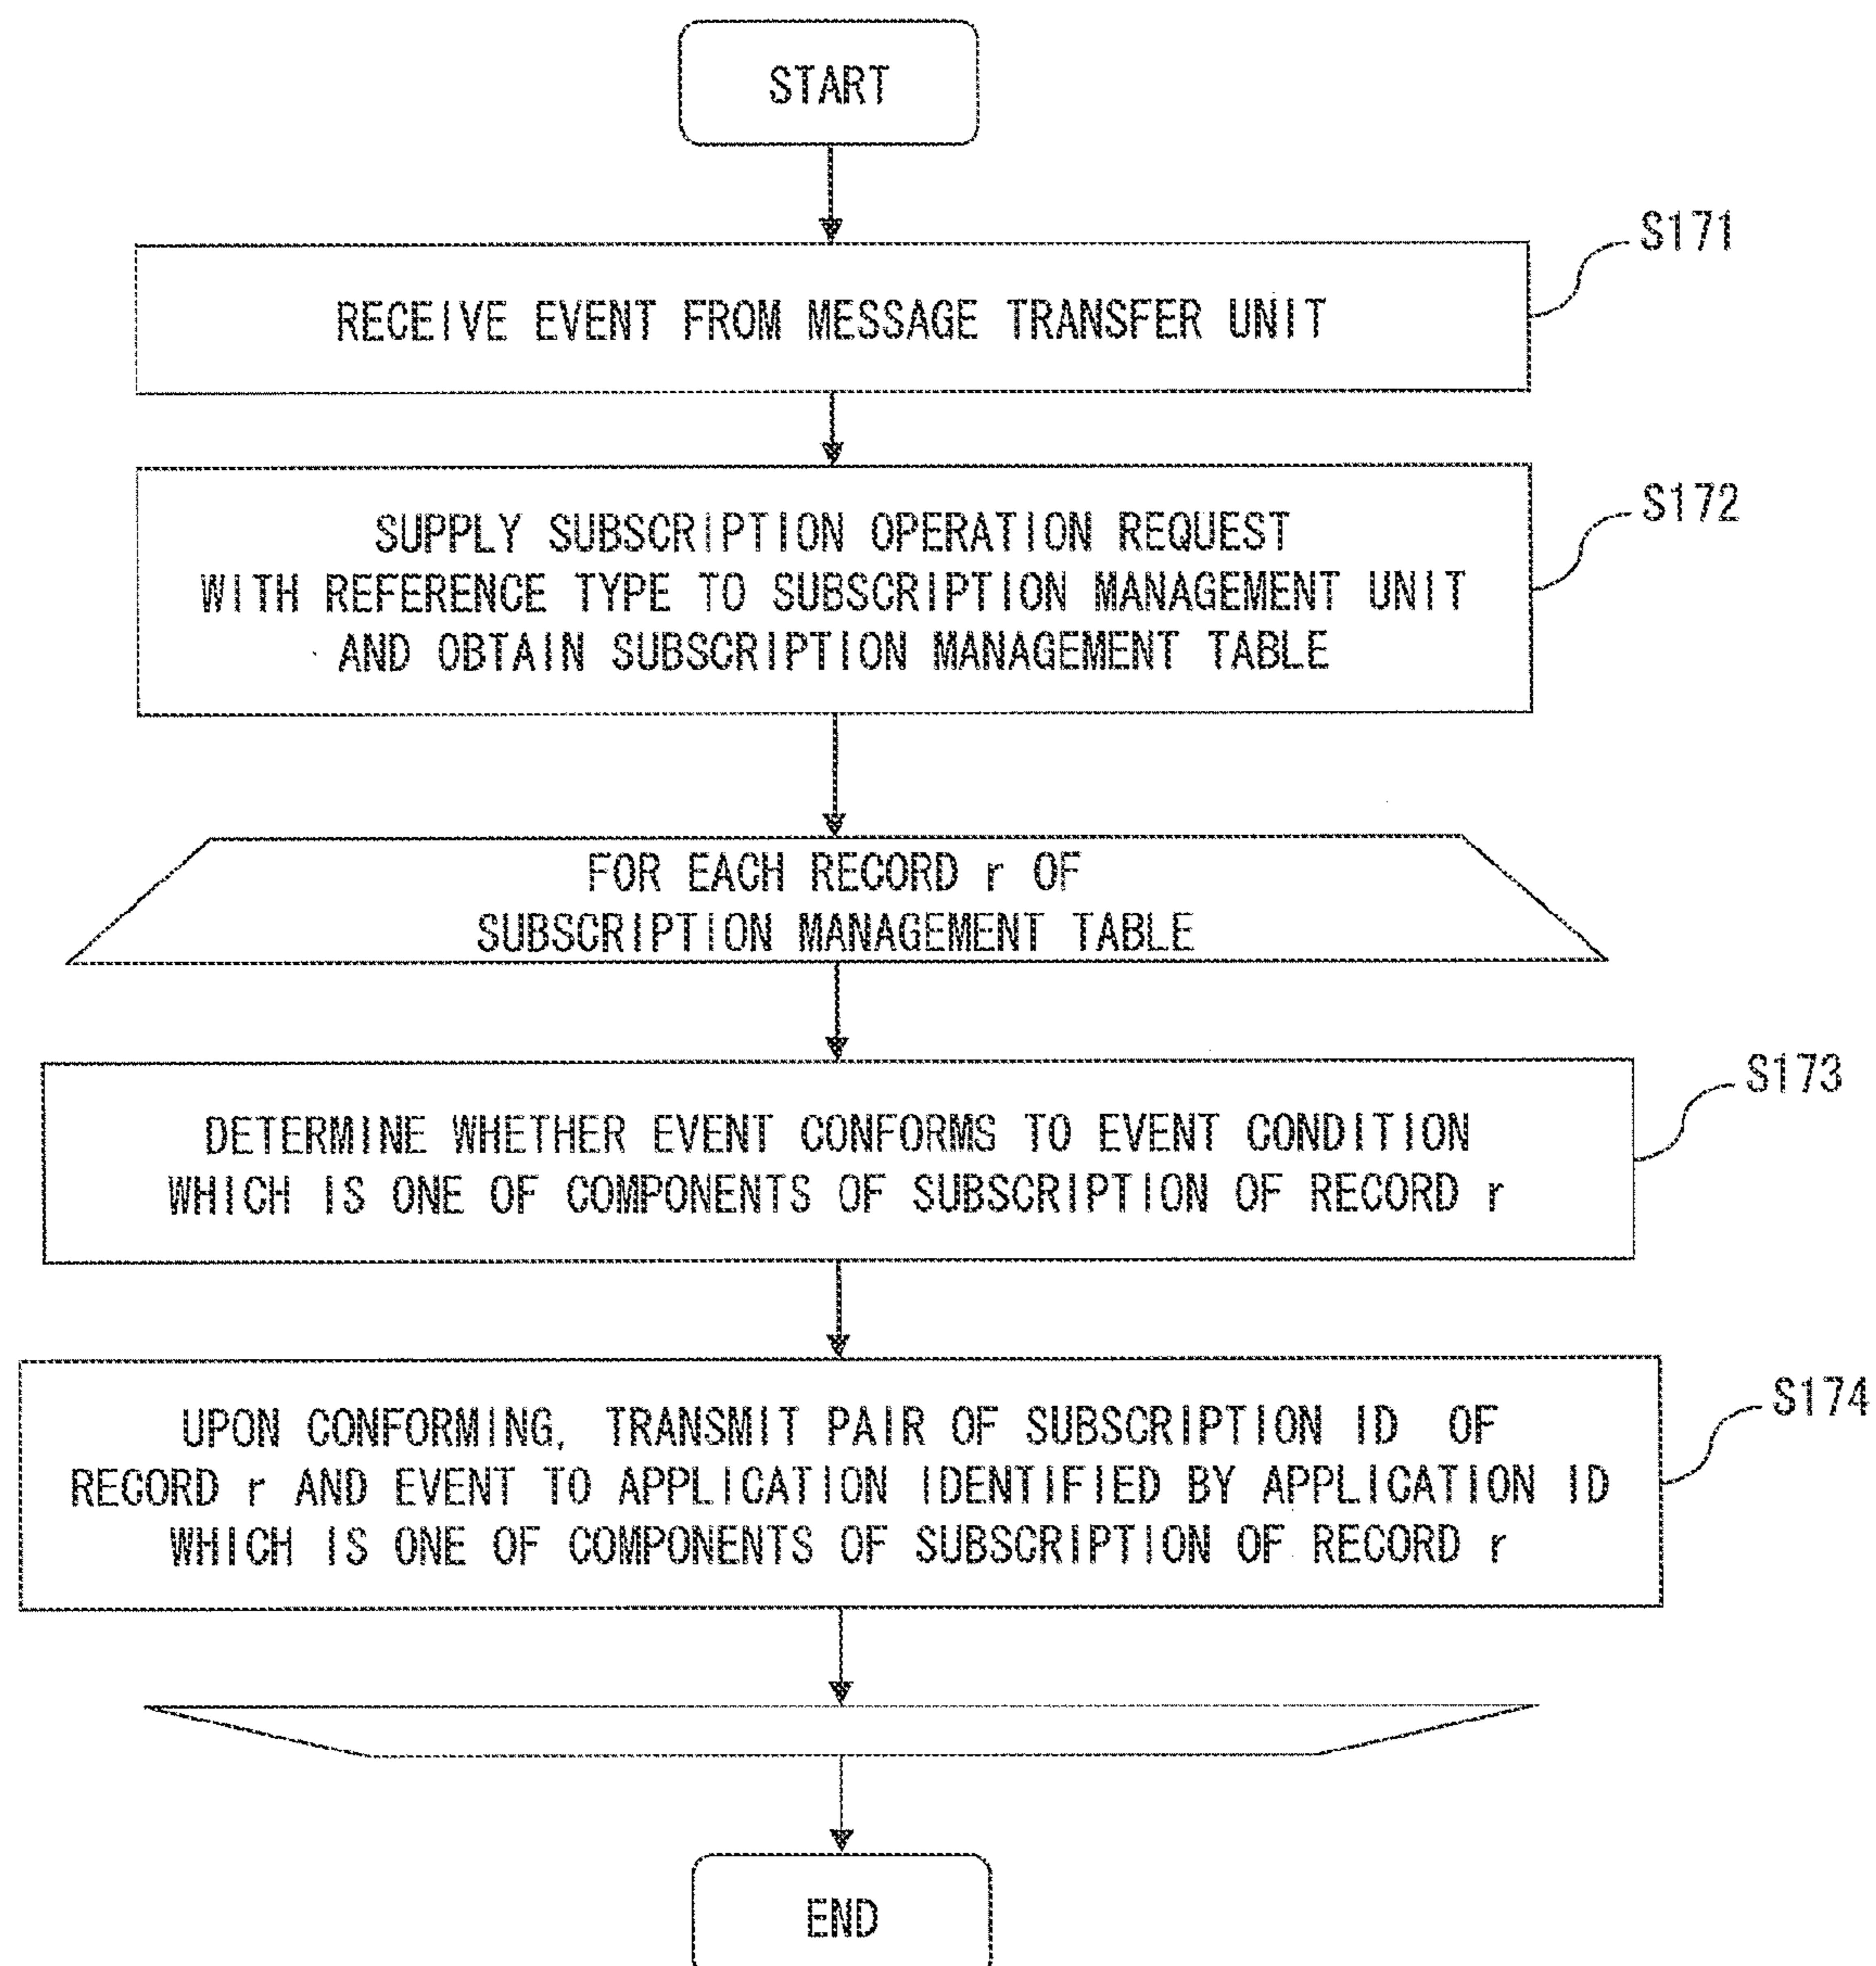 START
S171
RECEIVE EVENT FROM MESSAGE TRANSFER UNIT
S172
SUPPLY SUBSCRIPTION OPERATION REQUEST
WITH REFERENCE TYPE TO SUBSCRIPTION MANAGEMENT UNIT
AND OBTAIN SUBSCRIPTION MANAGEMENT TABLE
FOR EACH RECORD r OF
SUBSCRIPTION MANAGEMENT TABLE
S173
DETERMINE WHETHER EVENT CONFORMS TO EVENT CONDITION
WHICH IS ONE OF COMPONENTS OF SUBSCRIPTION OF RECORD r
S174
UPON CONFORMING, TRANSMIT PAIR OF SUBSCRIPTION ID OF
RECORD r AND EVENT TO APPLICATION IDENTIFIED BY APPLICATION ID
WHICH IS ONE OF COMPONENTS OF SUBSCRIPTION OF RECORD r
END